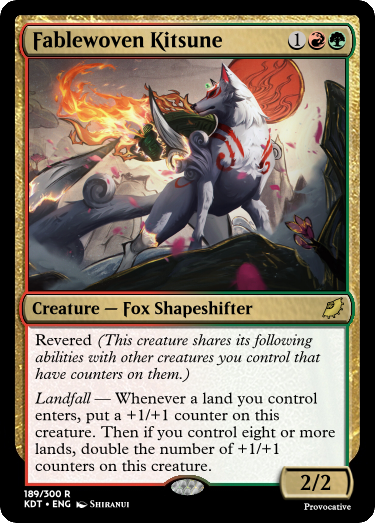 Fablewoven Kitsune 1
Creature — Fox Shapeshifter
Revered (This creature shares its following
abilities with other creatures you control that
have counters on them.)
Landfall — Whenever a land you control
enters, put a +1/+1 counter on this
creature. Then if you control eight or more
lands, double the number of +1/+1
counters on this creature.
2/2
189/300 R
KDT • ENG Shiranui
Provocative